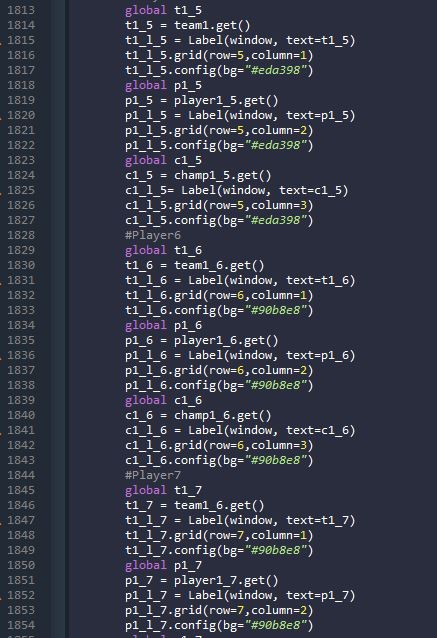 1813 global t1_5
1814 t1_5 = team1.get()
1815 t1_l_5 = Label(window, text=t1_5)
1816 t1_l_5.grid(row=5,column=1)
1817 t1_l_5.config(bg="#eda398")
1818 global p1_5
1819 p1_5 = player1_5.get()
1820 p1_l_5 = Label(window, text=p1_5)
1821 p1_l_5.grid(row=5,column=2)
1822 p1_l_5.config(bg="#eda398")
1823 global c1_5
1824 c1_5 = champ1_5.get()
1825 c1_l_5= Label(window, text=c1_5)
1826 c1_l_5.grid(row=5,column=3)
1827 c1_l_5.config(bg="#eda398")
1828 #Player6
1829 global t1_6
1830 t1_6 = team1_6.get()
1831 t1_l_6 = Label(window, text=t1_6)
1832 t1_l_6.grid(row=6,column=1)
1833 t1_l_6.config(bg="#90b8e8")
1834 global p1_6
1835 p1_6 = player1_6.get()
1836 p1_l_6 = Label(window, text=p1_6)
1837 p1_l_6.grid(row=6,column=2)
1838 p1_l_6.config(bg="#90b8e8")
1839 global c1_6
1840 c1_6 = champ1_6.get()
1841 c1_l_6 = Label(window, text=c1_6)
1842 c1_l_6.grid(row=6,column=3)
1843 c1_l_6.config(bg="#90b8e8")
1844 #Player7
1845 global t1_7
1846 t1_7 = team1_6.get()
1847 t1_l_7 = Label(window, text=t1_7)
1848 t1_l_7.grid(row=7,column=1)
1849 t1_l_7.config(bg="#90b8e8")
1850 global p1_7
1851 p1_7 = player1_7.get()
1852 p1_l_7 = Label(window, text=p1_7)
1853 p1_l_7.grid(row=7,column=2)
1854 p1_l_7.config(bg="#90b8e8")